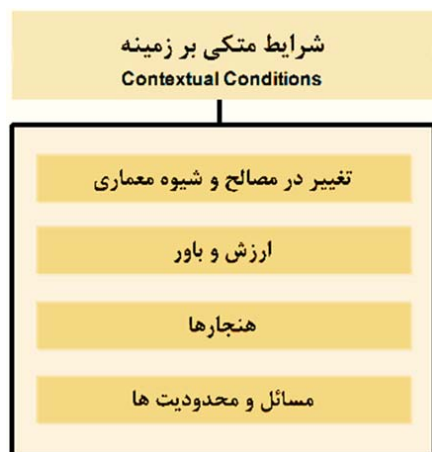 شرایط متکی بر زمینه
Contextual Conditions
تغییر در مصالح و شیوه معماری
ارزش و باور
هنجارها
مسائل و محدودیت ها